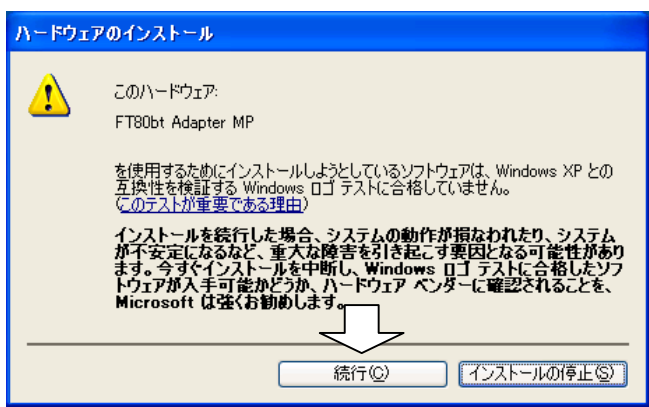 ハードウェアのインストール
このハードウェア:
FT80bt Adapter MP
を使用するためにインストールしようとしているソフトウェアは、Windows XP との
互換性を検証する Windows ロゴ テストに合格していません。
(このテストが重要である理由)
インストールを続行した場合、システムの動作が損なわれたり、システム
が不安定になるなど、重大な障害を引き起こす要因となる可能性があり
ます。今すぐインストールを中断し、Windows ロゴ テストに合格したソフ
トウェアが入手可能かどうか、ハードウェア ベンダーに確認されることを、
Microsoft は強くお勧めします。
続行(C)
インストールの停止(S)